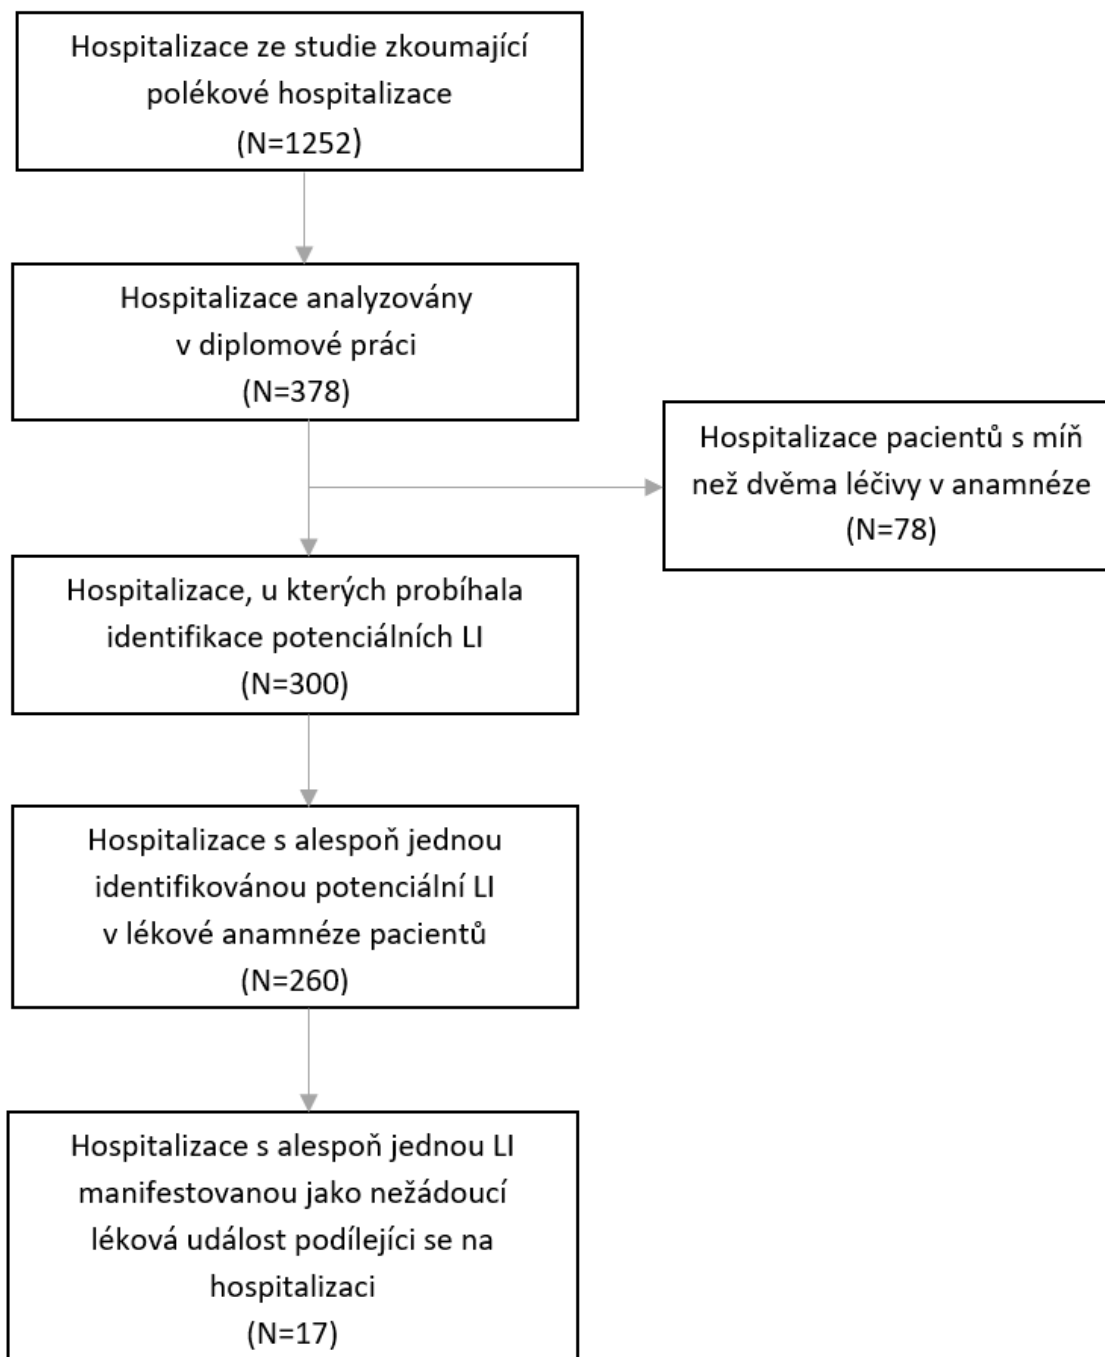 Hospitalizace ze studie zkoumající
polékové hospitalizace
(N=1252)
Hospitalizace analyzovány
v diplomové práci
(N=378)
Hospitalizace pacientů s míň
než dvěma léčivy v anamnéze
(N=78)
Hospitalizace, u kterých probíhala
identifikace potenciálních LI
(N=300)
Hospitalizace s alespoň jednou
identifikovánou potenciální LI
v lékové anamnéze pacientů
(N=260)
Hospitalizace s alespoň jednou LI
manifestovanou jako nežádoucí
léková událost podílejíci se na
hospitalizaci
(N=17)